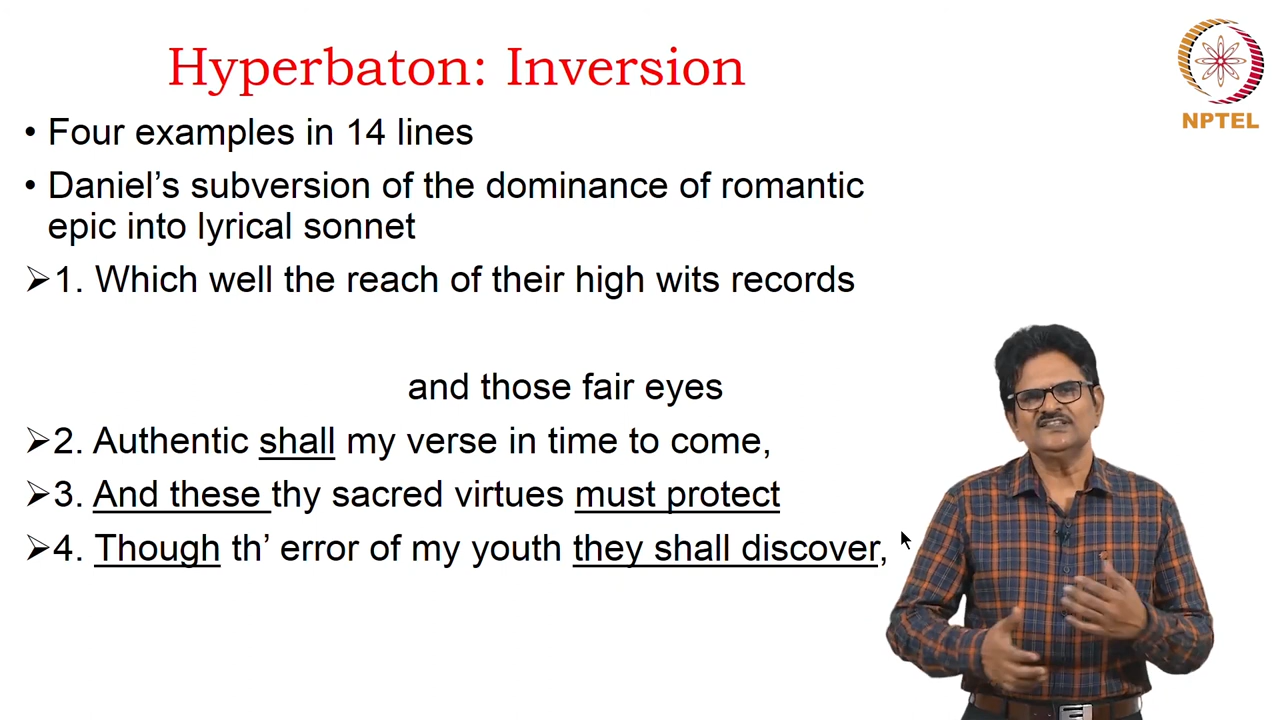 Hyperbaton: Inversion
NPTEL
• Four examples in 14 lines
• Daniel’s subversion of the dominance of romantic
epic into lyrical sonnet
➢1. Which well the reach of their high wits records
and those fair eyes
➢2. Authentic shall my verse in time to come,
➢3. And these thy sacred virtues must protect
➢4. Though th’ error of my youth they shall discover,